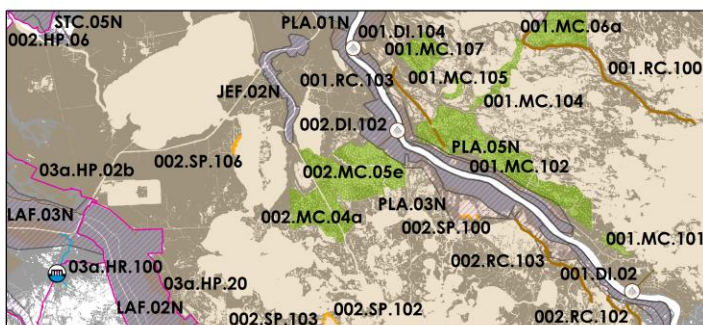 STC.05N
PLA.01N
001.DI.104
001.MC.06a
002.HP.06
001.MC.107
001.RC.103
001.MC.105
001.RC.100
JEF.02N
001.MC.104
002.DI.102
PLA.05N
002.SP.106
001.MC.102
03a.HP.02b
002.MC.05e
PLA.03N
LAF.03N
002.MC.04a
002.SP.100
001.MC.101
03a.HR.100
002.RC.103
001.DI.02
03a.HP.20
LAF.02N
002.SP.102
002.SP.103
002.RC.102